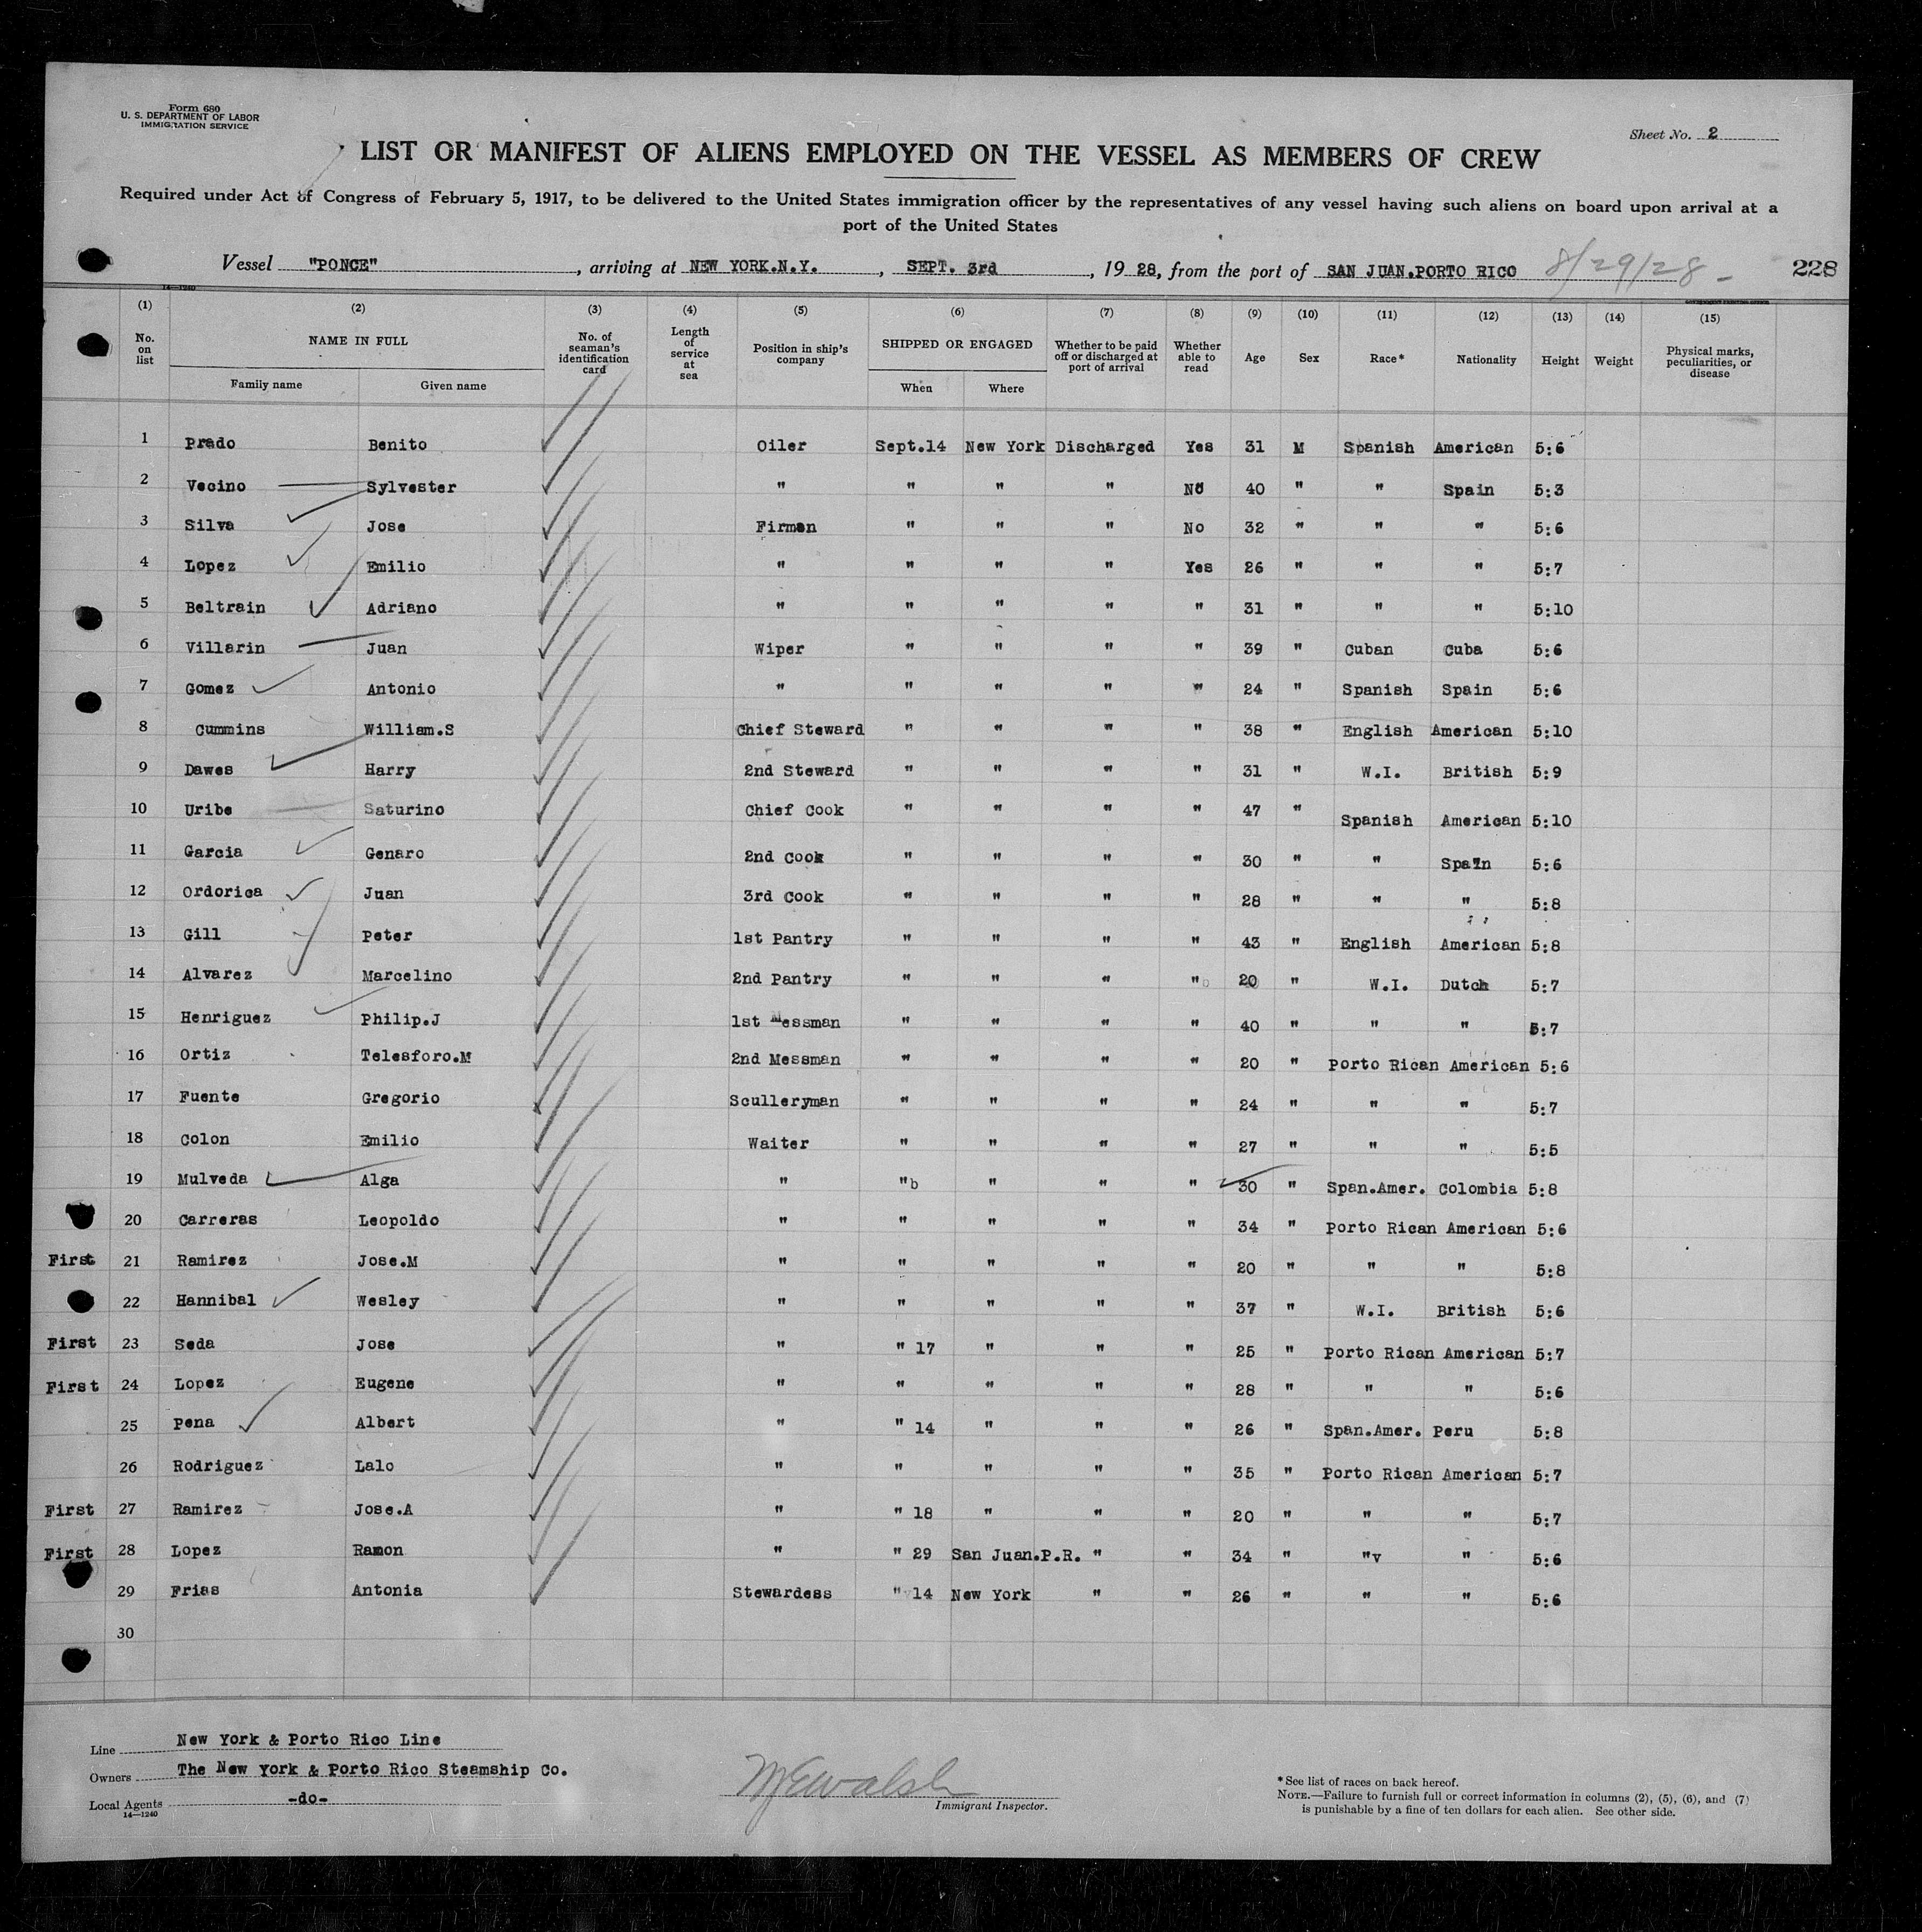 Form 680
U. S. DEPARTMENT OF LABOR
IMMIGRATION SERVICE
Sheet No. 2
LIST OR MANIFEST OF ALIENS EMPLOYED ON THE VESSEL AS MEMBERS OF CREW
Required under Act of Congress of February 5, 1917, to be delivered to the United States immigration officer by the representatives of any vessel having such aliens on board upon arrival at a
port of the United States
Vessel "PONCE", arriving at NEW YORK.N.Y., SEPT. 3rd, 19 28, from the port of SAN JUAN.PORTO RICO 8/29/28 - 228
14—1240
(1) (2) (3) (4) (5) (6) (7) (8) (9) (10) (11) (12) (13) (14) (15)
No. on list NAME IN FULL No. of seaman's identification card Length of service at sea Position in ship's company SHIPPED OR ENGAGED Whether to be paid off or discharged at port of arrival Whether able to read Age Sex Race* Nationality Height Weight Physical marks, peculiarities, or disease
Family name Given name When Where
1 Prado Benito Oiler Sept.14 New York Discharged Yes 31 M Spanish American 5:6
2 Vecino Sylvester " " " " No 40 " " Spain 5:3
3 Silva Jose Firman " " " No 32 " " " 5:6
4 Lopez Emilio " " " " Yes 26 " " " 5:7
5 Beltrain Adriano " " " " " 31 " " " 5:10
6 Villarin Juan Wiper " " " " 39 " Cuban Cuba 5:6
7 Gomez Antonio " " " " " 24 " Spanish Spain 5:6
8 Cummins William.S Chief Steward " " " " 38 " English American 5:10
9 Dawes Harry 2nd Steward " " " " 31 " W.I. British 5:9
10 Uribe Saturino Chief Cook " " " " 47 " Spanish American 5:10
11 Garcia Genaro 2nd Cook " " " " 30 " " Spain 5:6
12 Ordorica Juan 3rd Cook " " " " 28 " " " 5:8
13 Gill Peter 1st Pantry " " " " 43 " English American 5:8
14 Alvarez Marcelino 2nd Pantry " " " " 20 " W.I. Dutch 5:7
15 Henriguez Philip.J 1st Messman " " " " 40 " " " 5:7
16 Ortiz Telesforo.M 2nd Messman " " " " 20 " Porto Rican American 5:6
17 Fuente Gregorio Sculleryman " " " " 24 " " " 5:7
18 Colon Emilio Waiter " " " " 27 " " " 5:5
19 Mulveda Alga " "b " " " 30 " Span.Amer. Colombia 5:8
20 Carreras Leopoldo " " " " " 34 " Porto Rican American 5:6
First 21 Ramirez Jose.M " " " " " 20 " " " 5:8
22 Hannibal Wesley " " " " " 37 " W.I. British 5:6
First 23 Seda Jose " " 17 " " " 25 " Porto Rican American 5:7
First 24 Lopez Eugene " " " " " 28 " " " 5:6
25 Pena Albert " " 14 " " " 26 " Span.Amer. Peru 5:8
26 Rodriguez Lalo " " " " " 35 " Porto Rican American 5:7
First 27 Ramirez Jose.A " " 18 " " " 20 " " " 5:7
First 28 Lopez Ramon " " 29 San Juan.P.R. " " 34 " "v " 5:6
29 Frias Antonia Stewardess " 14 New York " " 26 " " " 5:6
30
Line New York & Porto Rico Line
Owners The New York & Porto Rico Steamship Co.
Local Agents -do-
14—1240
M E Walsh
Immigrant Inspector.
* See list of races on back hereof.
NOTE.—Failure to furnish full or correct information in columns (2), (5), (6), and (7)
is punishable by a fine of ten dollars for each alien. See other side.